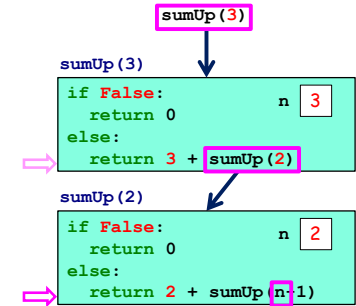 sumUp(3)
sumUp(3)
if False:
n 3
return 0
else:
return 3 + sumUp(2)
sumUp(2)
if False:
n 2
return 0
else:
return 2 + sumUp(n-1)